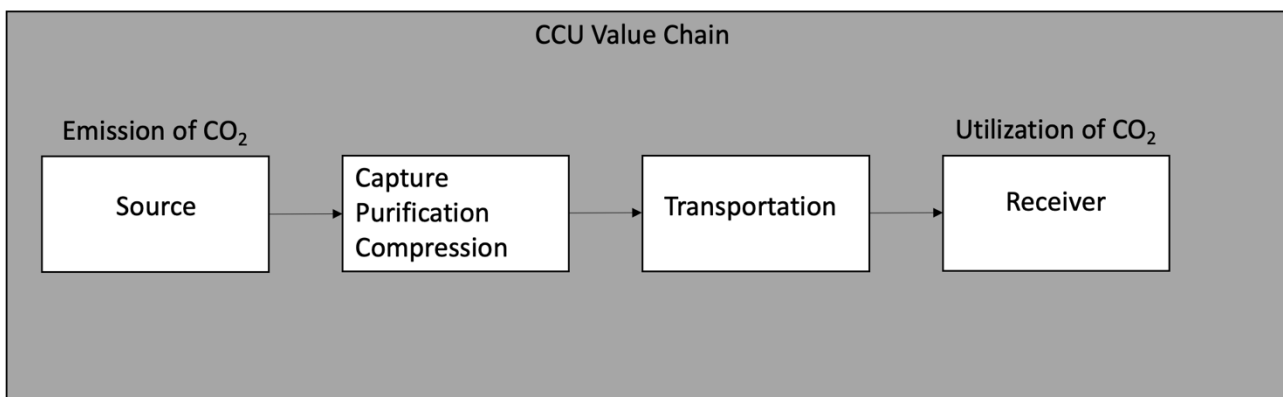 CCU Value Chain
Emission of CO₂
Utilization of CO₂
Source
Capture
Purification
Compression
Transportation
Receiver